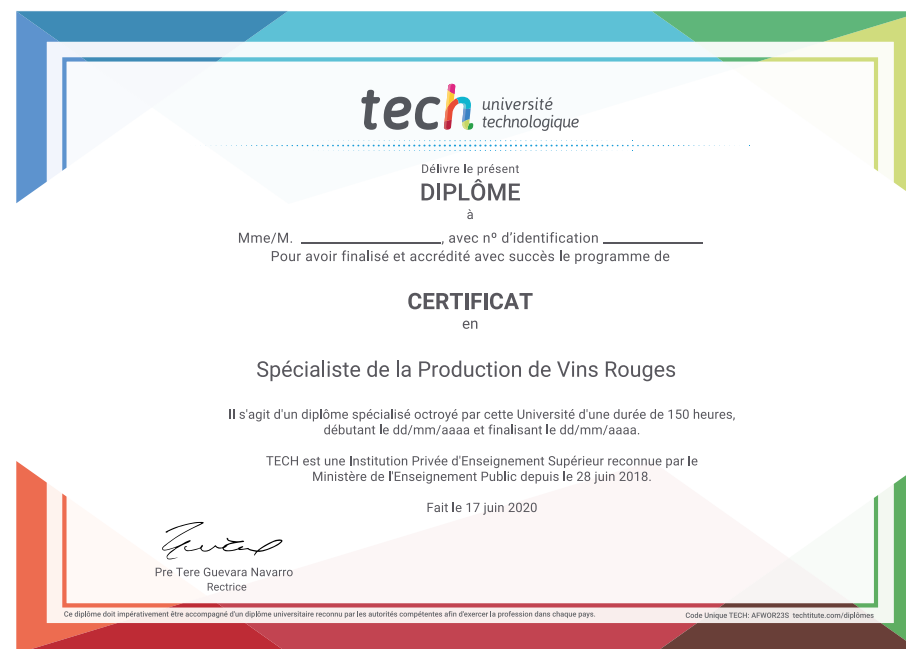 tech université
technologique
Délivre le présent
DIPLÔME
à
Mme/M. ____________________, avec nº d'identification ______________
Pour avoir finalisé et accrédité avec succès le programme de
CERTIFICAT
en
Spécialiste de la Production de Vins Rouges
Il s'agit d'un diplôme spécialisé octroyé par cette Université d'une durée de 150 heures,
débutant le dd/mm/aaaa et finalisant le dd/mm/aaaa.
TECH est une Institution Privée d'Enseignement Supérieur reconnue par le
Ministère de l'Enseignement Public depuis le 28 juin 2018.
Fait le 17 juin 2020
Pre Tere Guevara Navarro
Rectrice
Ce diplôme doit impérativement être accompagné d'un diplôme universitaire reconnu par les autorités compétentes afin d'exercer la profession dans chaque pays.
Code Unique TECH: AFWOR23S techtitute.com/diplômes